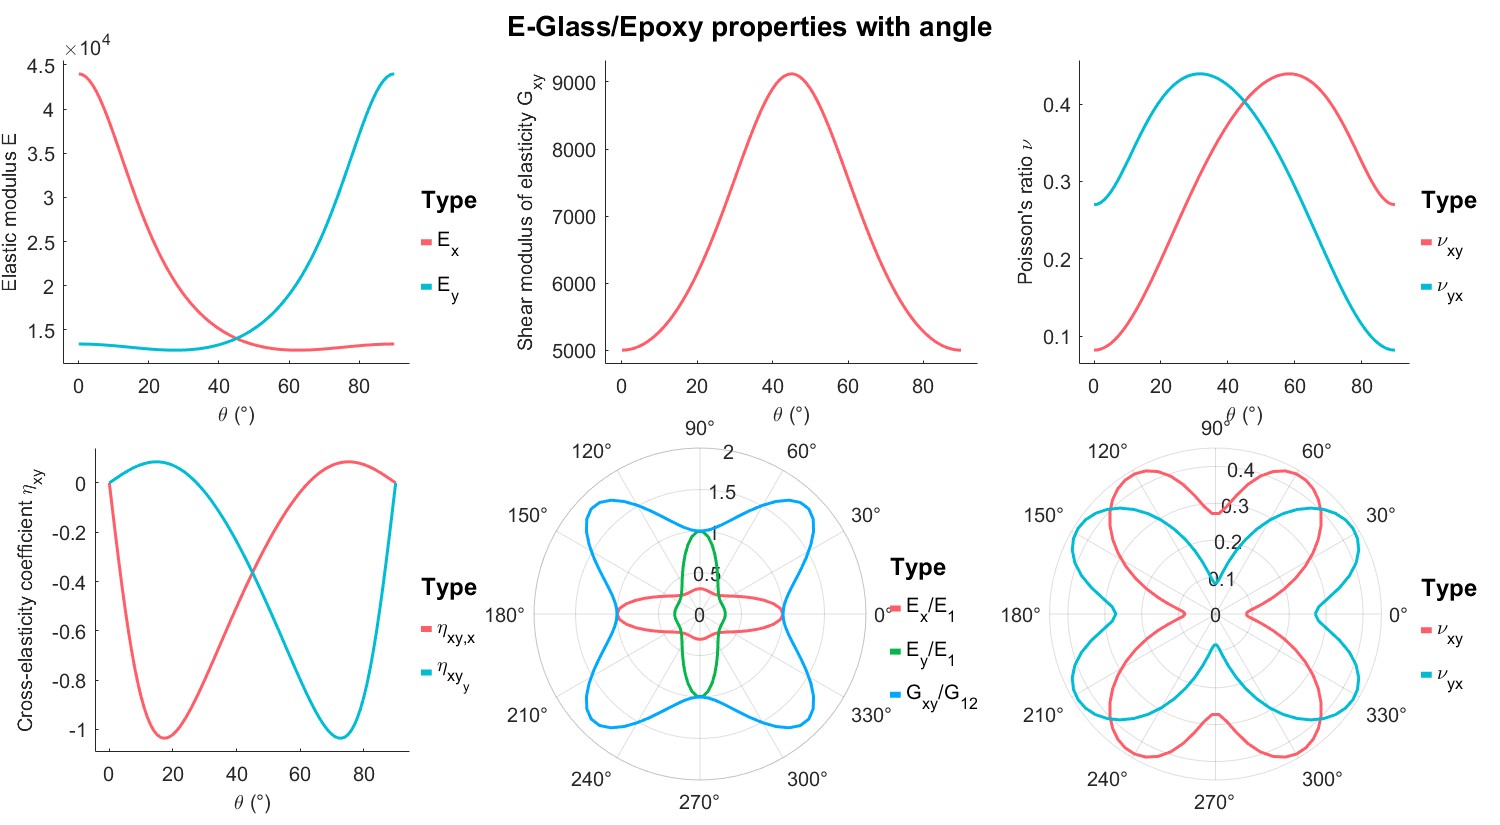 E-Glass/Epoxy properties with angle
×10⁴
4.5
4
3.5
3
2.5
2
1.5
Elastic modulus E
0 20 40 60 80
θ (°)
Type
E_x
E_y
9000
8000
7000
6000
5000
Shear modulus of elasticity G_xy
0 20 40 60 80
θ (°)
0.4
0.3
0.2
0.1
Poisson's ratio ν
0 20 40 60 80
θ (°)
Type
ν_xy
ν_yx
0
-0.2
-0.4
-0.6
-0.8
-1
Cross-elasticity coefficient η_xy
0 20 40 60 80
θ (°)
Type
η_xy,x
η_xy_y
90°
120° 2 60°
1.5
150° 30°
1
0.5
180° 0 0°
210° 330°
240° 300°
270°
Type
E_x/E_1
E_y/E_1
G_xy/G_12
90°
120° 0.4 60°
0.3
150° 30°
0.2
0.1
180° 0 0°
210° 330°
240° 300°
270°
Type
ν_xy
ν_yx